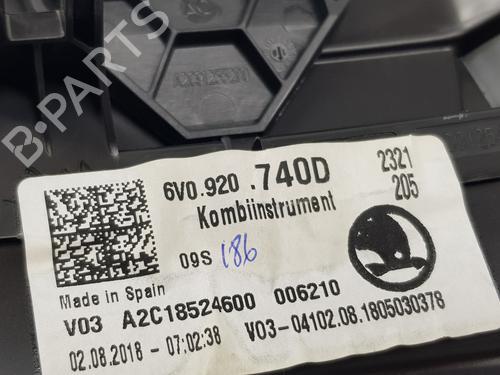 B-PARTS
6V0.920 .740D
2321
205
Kombiinstrument
09S 186
Made in Spain
V03 A2C18524600 006210
02.08.2018 - 07:02:38 V03-04102.08.1805030378